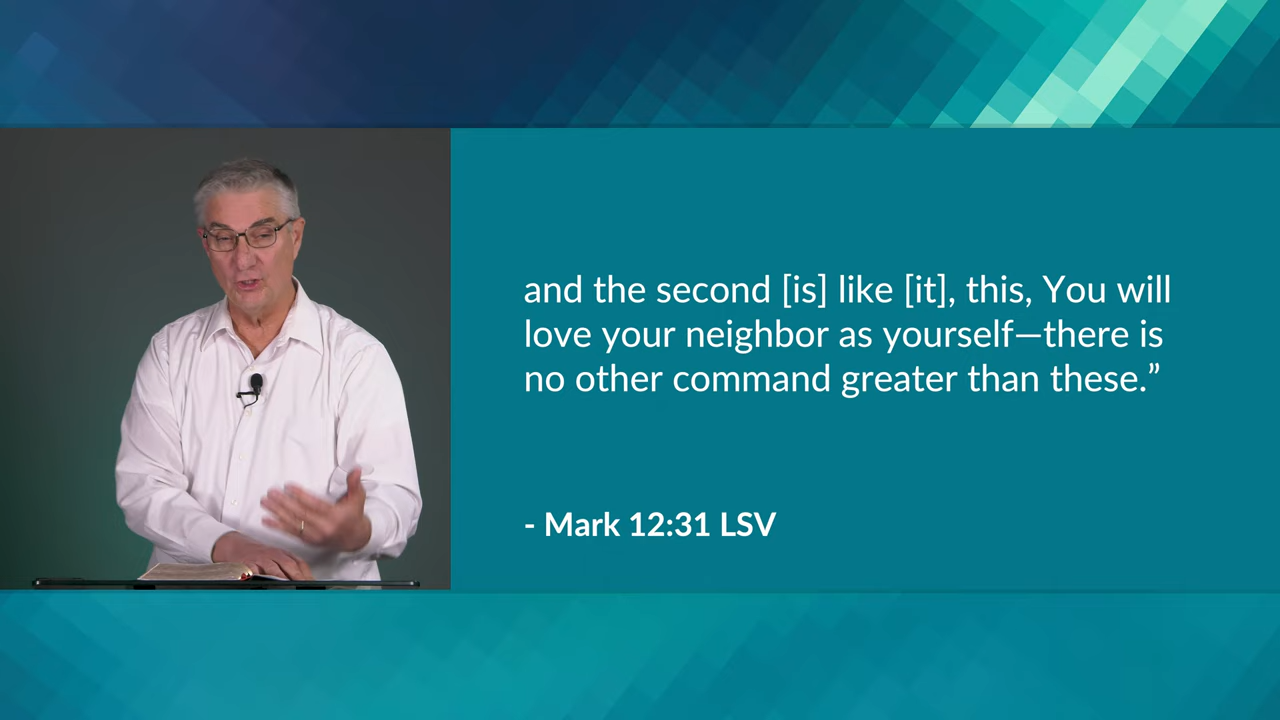 and the second [is] like [it], this, You will
love your neighbor as yourself—there is
no other command greater than these.”
- Mark 12:31 LSV